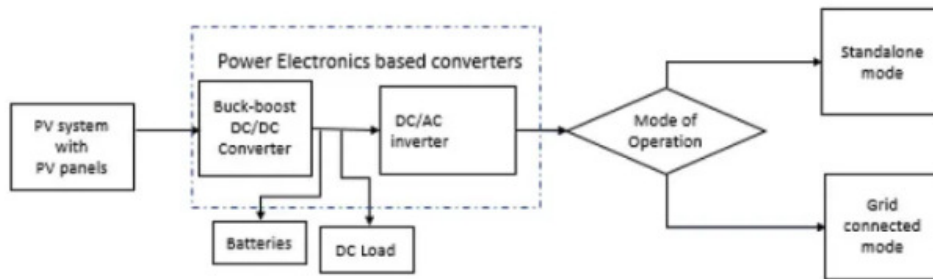 Power Electronics based converters
PV system
with
PV panels
Buck-boost
DC/DC
Converter
DC/AC
inverter
Batteries
DC Load
Mode of
Operation
Standalone
mode
Grid
connected
mode